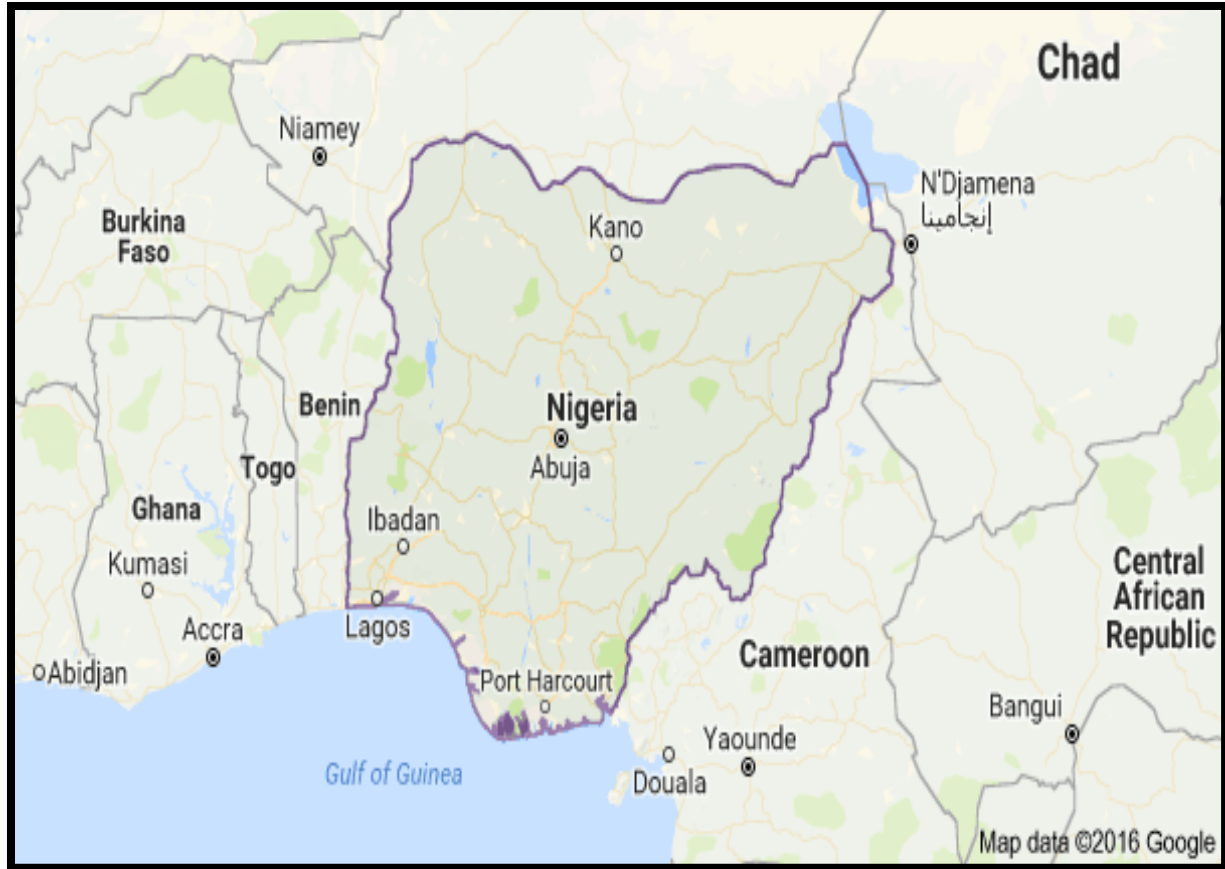 Chad
Niamey
N'Djamena
إنجامينا
Burkina
Faso
Kano
Benin
Nigeria
Abuja
Togo
Ghana
Ibadan
Kumasi
Central
African
Republic
Accra
Lagos
Cameroon
Abidjan
Port Harcourt
Bangui
Yaounde
Gulf of Guinea
Douala
Map data ©2016 Google